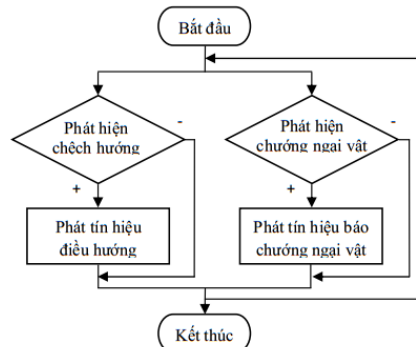 Bắt đầu
Phát hiện
chệch hướng
-
+
Phát hiện
chướng ngại vật
-
+
Phát tín hiệu
điều hướng
Phát tín hiệu báo
chướng ngại vật
Kết thúc